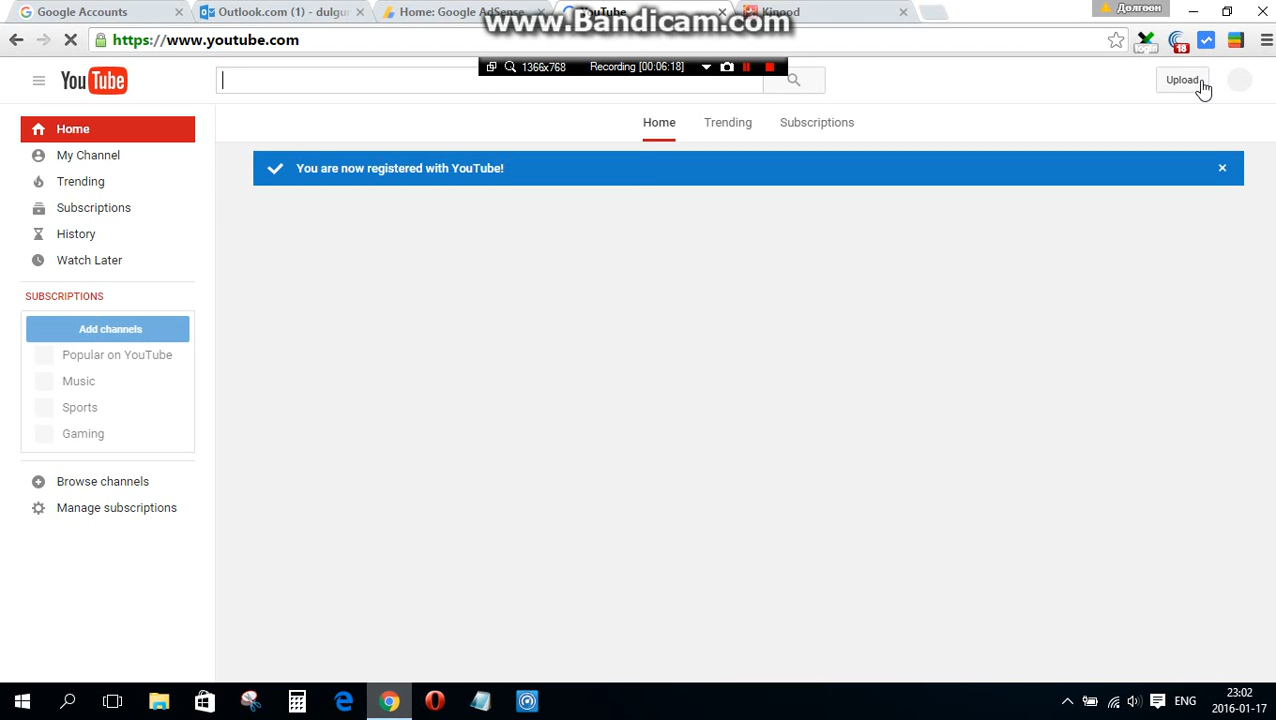 Google Accounts
Outlook.com (1) - dulgu
Home: Google AdSense
YouTube
Kinood
Долгоон
www.Bandicam.com
https://www.youtube.com
login
18
1366x768
Recording [00:06:18]
YouTube
Upload
Home
Trending
Subscriptions
You are now registered with YouTube!
Home
My Channel
Trending
Subscriptions
History
Watch Later
SUBSCRIPTIONS
Add channels
Popular on YouTube
Music
Sports
Gaming
Browse channels
Manage subscriptions
ENG
23:02
2016-01-17